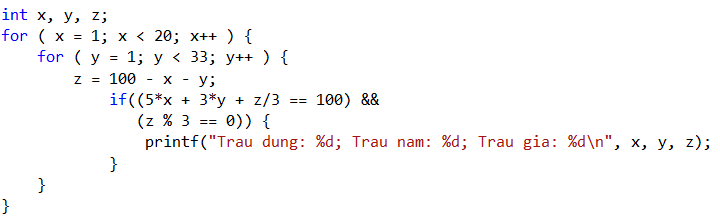 int x, y, z;
for ( x = 1; x < 20; x++ ) {
    for ( y = 1; y < 33; y++ ) {
        z = 100 - x - y;
            if((5*x + 3*y + z/3 == 100) &&
               (z % 3 == 0)) {
                printf("Trau dung: %d; Trau nam: %d; Trau gia: %d\n", x, y, z);
            }
    }
}